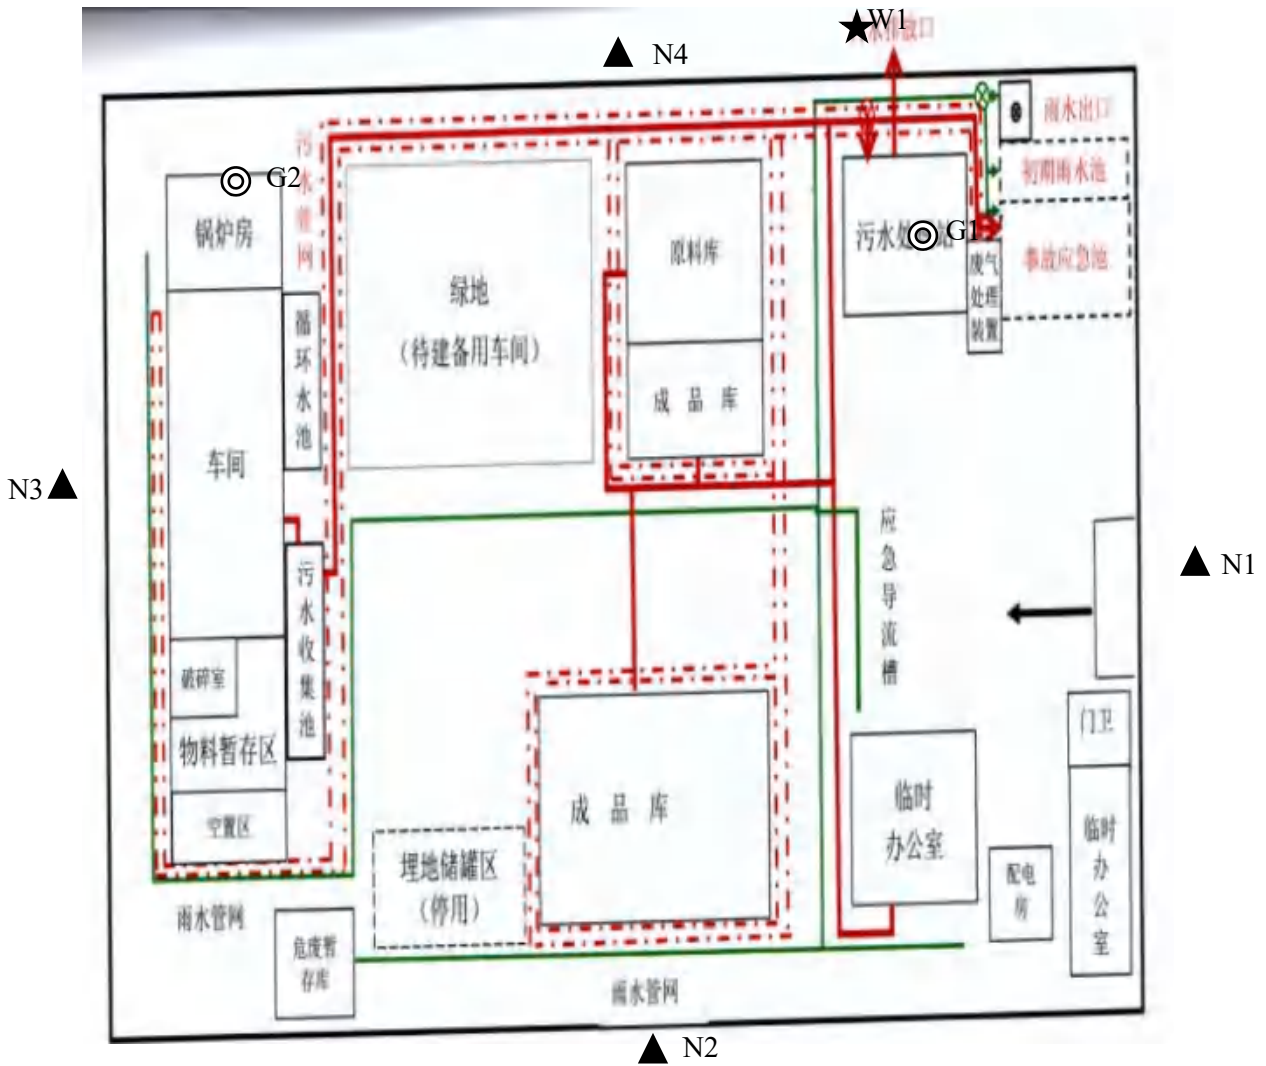 W1
水排放口
N4
雨水出口
污水管网
初期雨水池
G2
锅炉房
污水处理站
G1
事故应急池
废气处理装置
原料库
绿地
（待建备用车间）
循环水池
成 品 库
车间
N3
应急导流槽
N1
污水收集池
破碎室
物料暂存区
空置区
门卫
临时
办公室
成 品 库
埋地储罐区
（停用）
配电
房
临时办公室
雨水管网
危废暂
存库
雨水管网
N2